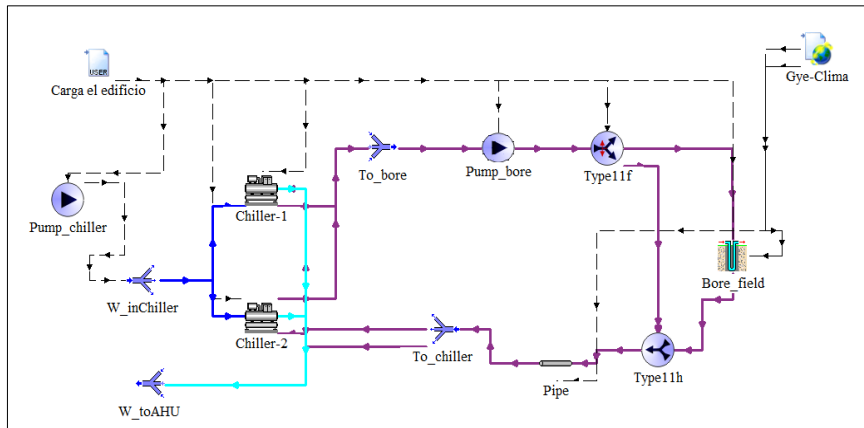 USER
Carga el edificio
Gye-Clima
Pump_chiller
Chiller-1
To_bore
Pump_bore
Type11f
W_inChiller
Bore_field
Chiller-2
To_chiller
Pipe
Type11h
W_toAHU